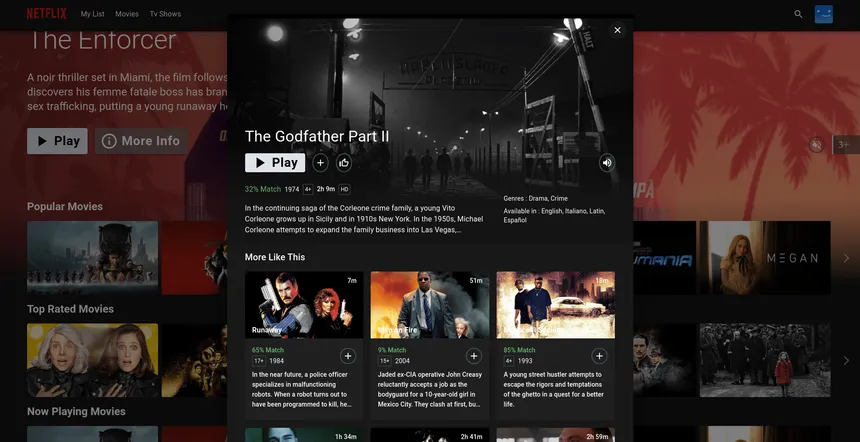 NETFLIX My List Movies Tv Shows
The Enforcer
A noir thriller set in Miami, the film follows
discovers his femme fatale boss has bran
sex trafficking, putting a young runaway he
Play More Info
3+
The Godfather Part II
Play
32% Match 1974 4+ 2h 9m HD
In the continuing saga of the Corleone crime family, a young Vito
Corleone grows up in Sicily and in 1910s New York. In the 1950s, Michael
Corleone attempts to expand the family business into Las Vegas,...
Genres : Drama, Crime
Available in : English, Italiano, Latin,
Español
Popular Movies
MEGAN
More Like This
7m
Runaway
65% Match
17+ 1984
In the near future, a police officer
specializes in malfunctioning
robots. When a robot turns out to
have been programmed to kill, he...
51m
Man on Fire
9% Match
15+ 2004
Jaded ex-CIA operative John Creasy
reluctantly accepts a job as the
bodyguard for a 10-year-old girl in
Mexico City. They clash at first, bu...
18m
85% Match
4+ 1993
A young street hustler attempts to
escape the rigors and temptations
of the ghetto in a quest for a better
life.
Top Rated Movies
Now Playing Movies
1h 34m
2h 41m
2h 59m